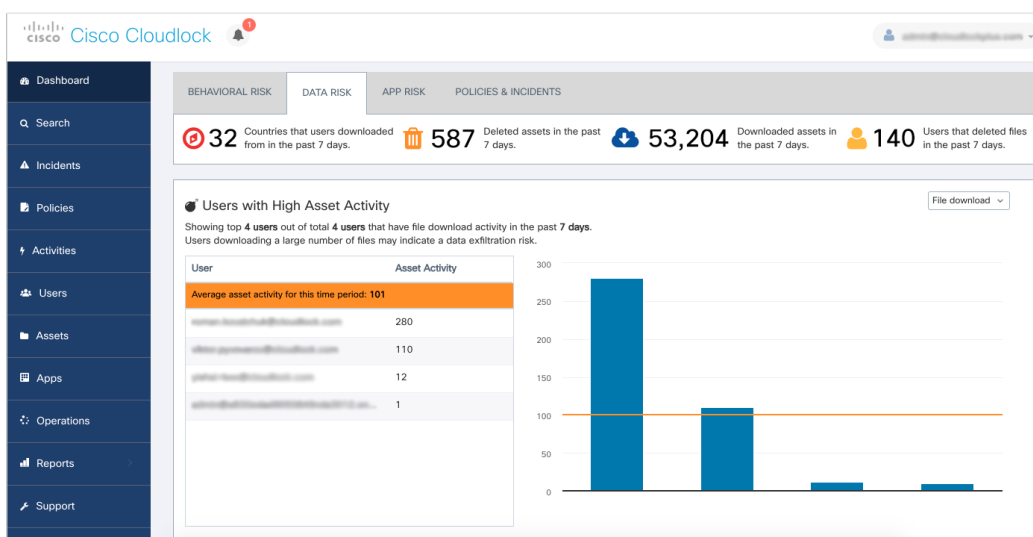 cisco Cisco Cloudlock 1
Dashboard
Search
Incidents
Policies
Activities
Users
Assets
Apps
Operations
Reports
Support
BEHAVIORAL RISK DATA RISK APP RISK POLICIES & INCIDENTS
32 Countries that users downloaded
from in the past 7 days.
587 Deleted assets in the past
7 days.
53,204 Downloaded assets in
the past 7 days.
140 Users that deleted files
in the past 7 days.
Users with High Asset Activity
File download
Showing top 4 users out of total 4 users that have file download activity in the past 7 days.
Users downloading a large number of files may indicate a data exfiltration risk.
User Asset Activity
Average asset activity for this time period: 101
280
110
12
1
300
250
200
150
100
50
0